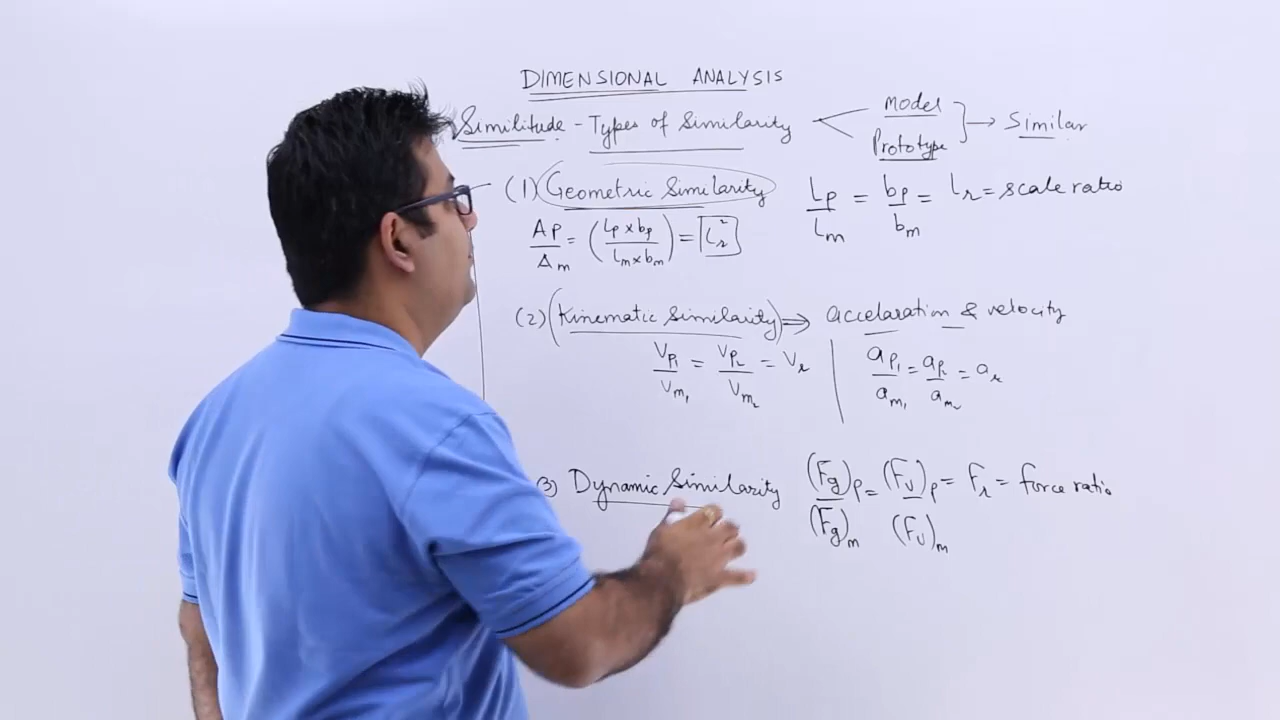 DIMENSIONAL ANALYSIS
Similitude - Types of Similarity
Model
Prototype
→ Similar
(1) Geometric Similarity
Lp/Lm = bp/bm = Lr = scale ratio
Ap/Am = (Lp × bp / Lm × bm) = Lr²
(2) (Kinematic Similarity) ⇒ accelaration & velocity
Vp₁/Vm₁ = Vp₂/Vm₂ = Vr
ap₁/am₁ = ap₂/am₂ = ar
3) Dynamic Similarity
(Fg)p/(Fg)m = (Fv)p/(Fv)m = Fr = force ratio